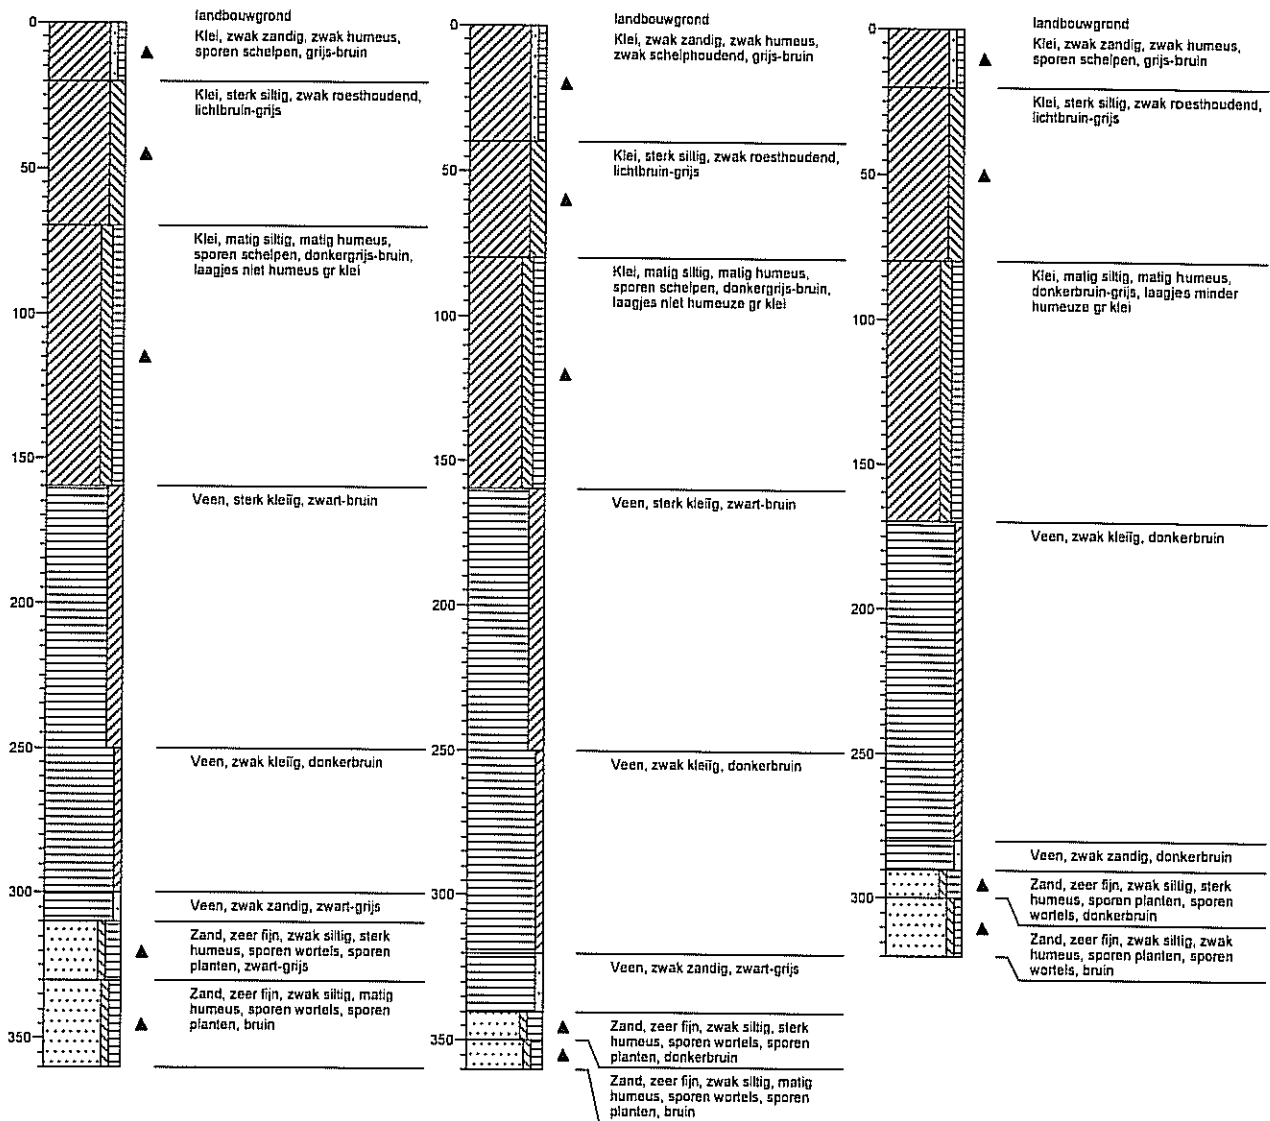 0
50
100
150
200
250
300
350
landbouwgrond
Klei, zwak zandig, zwak humeus,
sporen schelpen, grijs-bruin
Klei, sterk siltig, zwak roesthoudend,
lichtbruin-grijs
Klei, matig siltig, matig humeus,
sporen schelpen, donkergrijs-bruin,
laagjes niet humeus gr klei
Veen, sterk kleiïg, zwart-bruin
Veen, zwak kleiïg, donkerbruin
Veen, zwak zandig, zwart-grijs
Zand, zeer fijn, zwak siltig, sterk
humeus, sporen wortels, sporen
planten, zwart-grijs
Zand, zeer fijn, zwak siltig, matig
humeus, sporen wortels, sporen
planten, bruin
0
50
100
150
200
250
300
350
landbouwgrond
Klei, zwak zandig, zwak humeus,
zwak schelphoudend, grijs-bruin
Klei, sterk siltig, zwak roesthoudend,
lichtbruin-grijs
Klei, matig siltig, matig humeus,
sporen schelpen, donkergrijs-bruin,
laagjes niet humeuze gr klei
Veen, sterk kleiïg, zwart-bruin
Veen, zwak kleiïg, donkerbruin
Veen, zwak zandig, zwart-grijs
Zand, zeer fijn, zwak siltig, sterk
humeus, sporen wortels, sporen
planten, donkerbruin
Zand, zeer fijn, zwak siltig, matig
humeus, sporen wortels, sporen
planten, bruin
0
50
100
150
200
250
300
landbouwgrond
Klei, zwak zandig, zwak humeus,
sporen schelpen, grijs-bruin
Klei, sterk siltig, zwak roesthoudend,
lichtbruin-grijs
Klei, matig siltig, matig humeus,
donkerbruin-grijs, laagjes minder
humeuze gr klei
Veen, zwak kleiïg, donkerbruin
Veen, zwak zandig, donkerbruin
Zand, zeer fijn, zwak siltig, sterk
humeus, sporen planten, sporen
wortels, donkerbruin
Zand, zeer fijn, zwak siltig, zwak
humeus, sporen planten, sporen
wortels, bruin